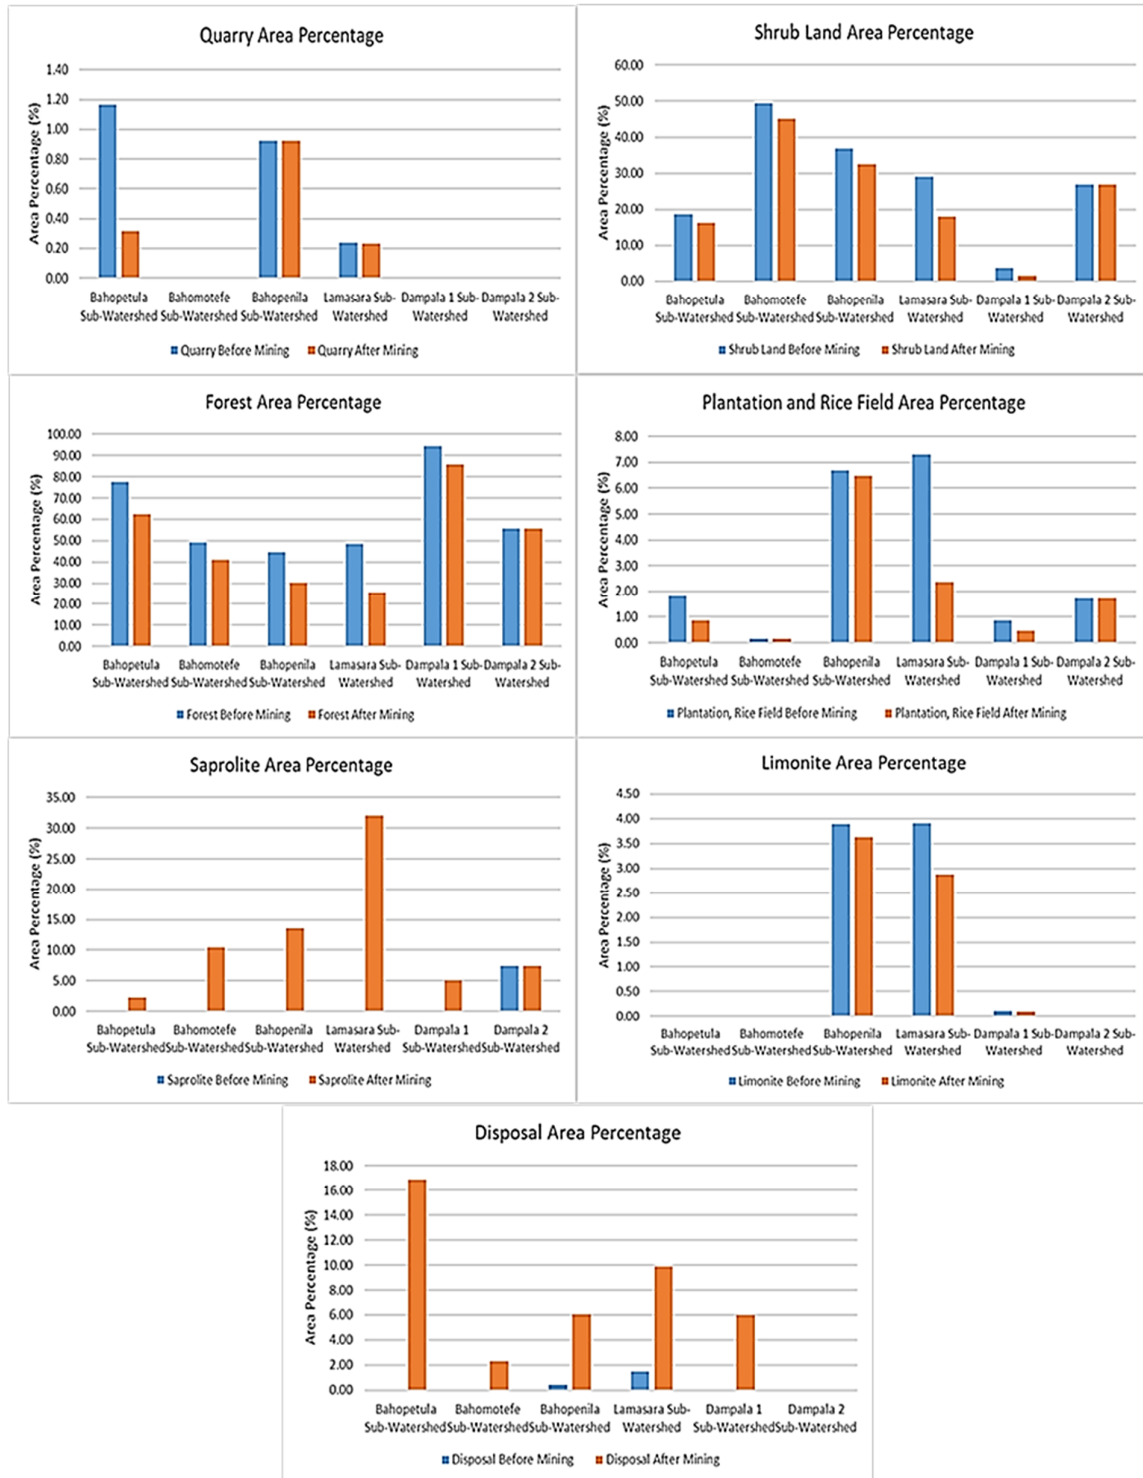 Quarry Area Percentage
Area Percentage (%)
1.40
1.20
1.00
0.80
0.60
0.40
0.20
0.00
Bahopetula Bahomotefe Bahopenila Lamasara Sub- Dampala 1 Sub- Dampala 2 Sub-
Sub-Watershed Sub-Watershed Sub-Watershed Watershed Watershed Watershed
Quarry Before Mining Quarry After Mining
Shrub Land Area Percentage
Area Percentage (%)
60.00
50.00
40.00
30.00
20.00
10.00
0.00
Bahopetula Bahomotefe Bahopenila Lamasara Sub- Dampala 1 Sub- Dampala 2 Sub-
Sub-Watershed Sub-Watershed Sub-Watershed Watershed Watershed Watershed
Shrub Land Before Mining Shrub Land After Mining
Forest Area Percentage
Area Percentage (%)
100.00
90.00
80.00
70.00
60.00
50.00
40.00
30.00
20.00
10.00
0.00
Bahopetula Bahomotefe Bahopenila Lamasara Sub- Dampala 1 Sub- Dampala 2 Sub-
Sub-Watershed Sub-Watershed Sub-Watershed Watershed Watershed Watershed
Forest Before Mining Forest After Mining
Plantation and Rice Field Area Percentage
Area Percentage (%)
8.00
7.00
6.00
5.00
4.00
3.00
2.00
1.00
0.00
Bahopetula Bahomotefe Bahopenila Lamasara Sub- Dampala 1 Sub- Dampala 2 Sub-
Sub-Watershed Sub-Watershed Sub-Watershed Watershed Watershed Watershed
Plantation, Rice Field Before Mining Plantation, Rice Field After Mining
Saprolite Area Percentage
Area Percentage (%)
35.00
30.00
25.00
20.00
15.00
10.00
5.00
0.00
Bahopetula Bahomotefe Bahopenila Lamasara Sub- Dampala 1 Dampala 2
Sub-Watershed Sub-Watershed Sub-Watershed Watershed Sub-Watershed Sub-Watershed
Saprolite Before Mining Saprolite After Mining
Limonite Area Percentage
Area Percentage (%)
4.50
4.00
3.50
3.00
2.50
2.00
1.50
1.00
0.50
0.00
Bahopetula Bahomotefe Bahopenila Lamasara Sub- Dampala 1 Sub- Dampala 2 Sub-
Sub-Watershed Sub-Watershed Sub-Watershed Watershed Watershed Watershed
Limonite Before Mining Limonite After Mining
Disposal Area Percentage
Area Percentage (%)
18.00
16.00
14.00
12.00
10.00
8.00
6.00
4.00
2.00
0.00
Bahopetula Bahomotefe Bahopenila Lamasara Sub- Dampala 1 Dampala 2
Sub-Watershed Sub-Watershed Sub-Watershed Watershed Sub-Watershed Sub-Watershed
Disposal Before Mining Disposal After Mining